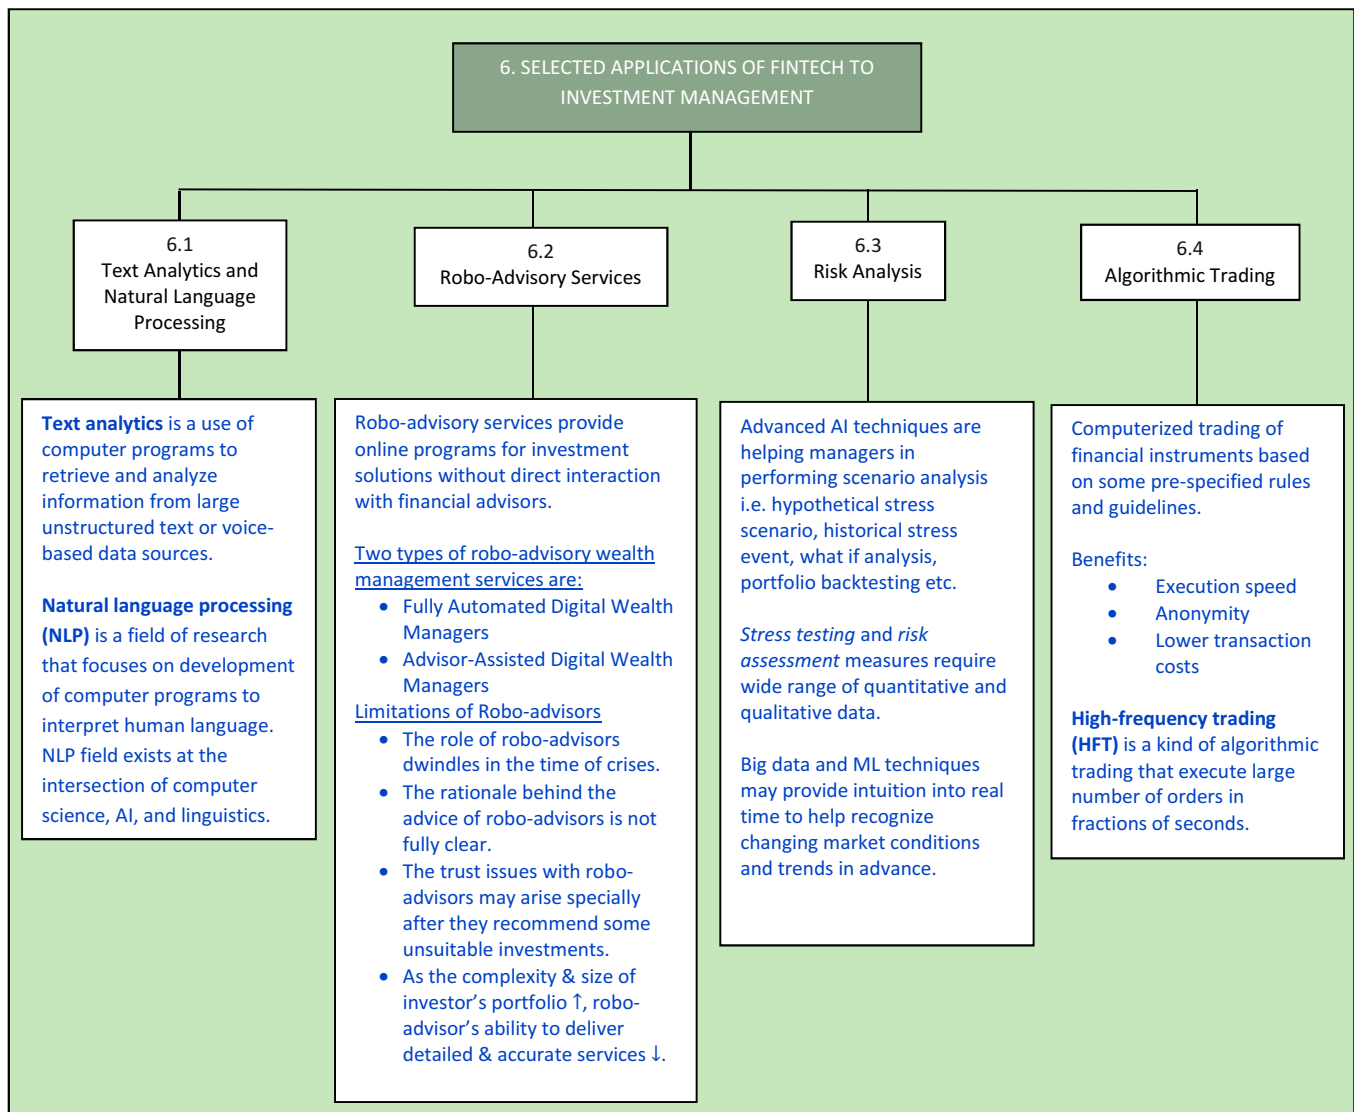 6. SELECTED APPLICATIONS OF FINTECH TO
INVESTMENT MANAGEMENT
6.1
Text Analytics and
Natural Language
Processing
6.2
Robo-Advisory Services
6.3
Risk Analysis
6.4
Algorithmic Trading
Text analytics is a use of
computer programs to
retrieve and analyze
information from large
unstructured text or voice-
based data sources.
Natural language processing
(NLP) is a field of research
that focuses on development
of computer programs to
interpret human language.
NLP field exists at the
intersection of computer
science, AI, and linguistics.
Robo-advisory services provide
online programs for investment
solutions without direct interaction
with financial advisors.
Two types of robo-advisory wealth
management services are:
• Fully Automated Digital Wealth
Managers
• Advisor-Assisted Digital Wealth
Managers
Limitations of Robo-advisors
• The role of robo-advisors
dwindles in the time of crises.
• The rationale behind the
advice of robo-advisors is not
fully clear.
• The trust issues with robo-
advisors may arise specially
after they recommend some
unsuitable investments.
• As the complexity & size of
investor’s portfolio ↑, robo-
advisor’s ability to deliver
detailed & accurate services ↓.
Advanced AI techniques are
helping managers in
performing scenario analysis
i.e. hypothetical stress
scenario, historical stress
event, what if analysis,
portfolio backtesting etc.
Stress testing and risk
assessment measures require
wide range of quantitative and
qualitative data.
Big data and ML techniques
may provide intuition into real
time to help recognize
changing market conditions
and trends in advance.
Computerized trading of
financial instruments based
on some pre-specified rules
and guidelines.
Benefits:
• Execution speed
• Anonymity
• Lower transaction
costs
High-frequency trading
(HFT) is a kind of algorithmic
trading that execute large
number of orders in
fractions of seconds.